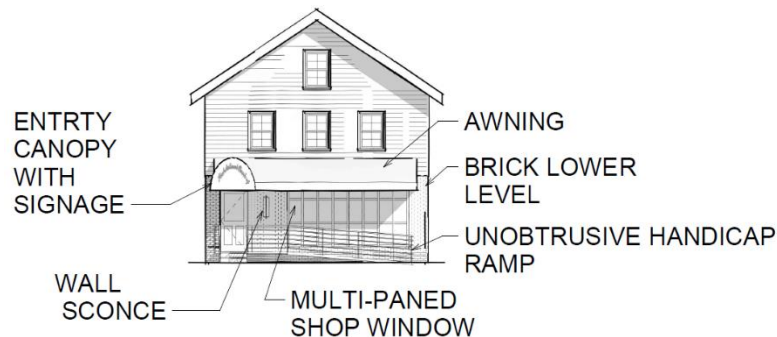 ENTRTY
CANOPY
WITH
SIGNAGE
AWNING
BRICK LOWER
LEVEL
UNOBTRUSIVE HANDICAP
RAMP
WALL
SCONCE
MULTI-PANED
SHOP WINDOW